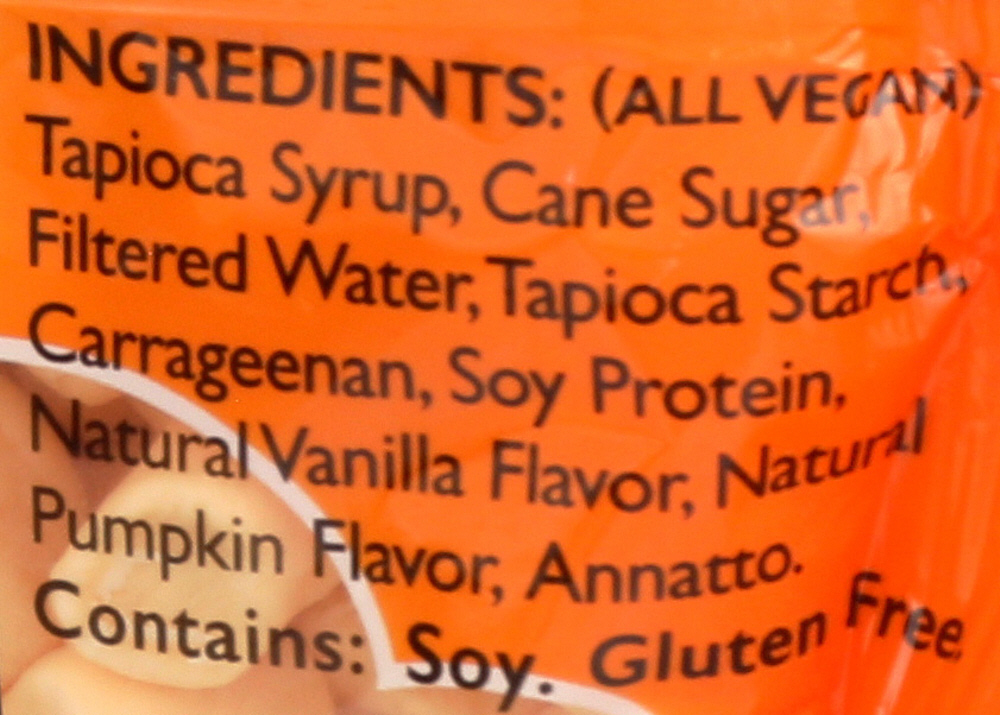 INGREDIENTS: (ALL VEGAN)
Tapioca Syrup, Cane Sugar,
Filtered Water, Tapioca Starch,
Carrageenan, Soy Protein,
Natural Vanilla Flavor, Natural
Pumpkin Flavor, Annatto.
Contains: Soy. Gluten Free.